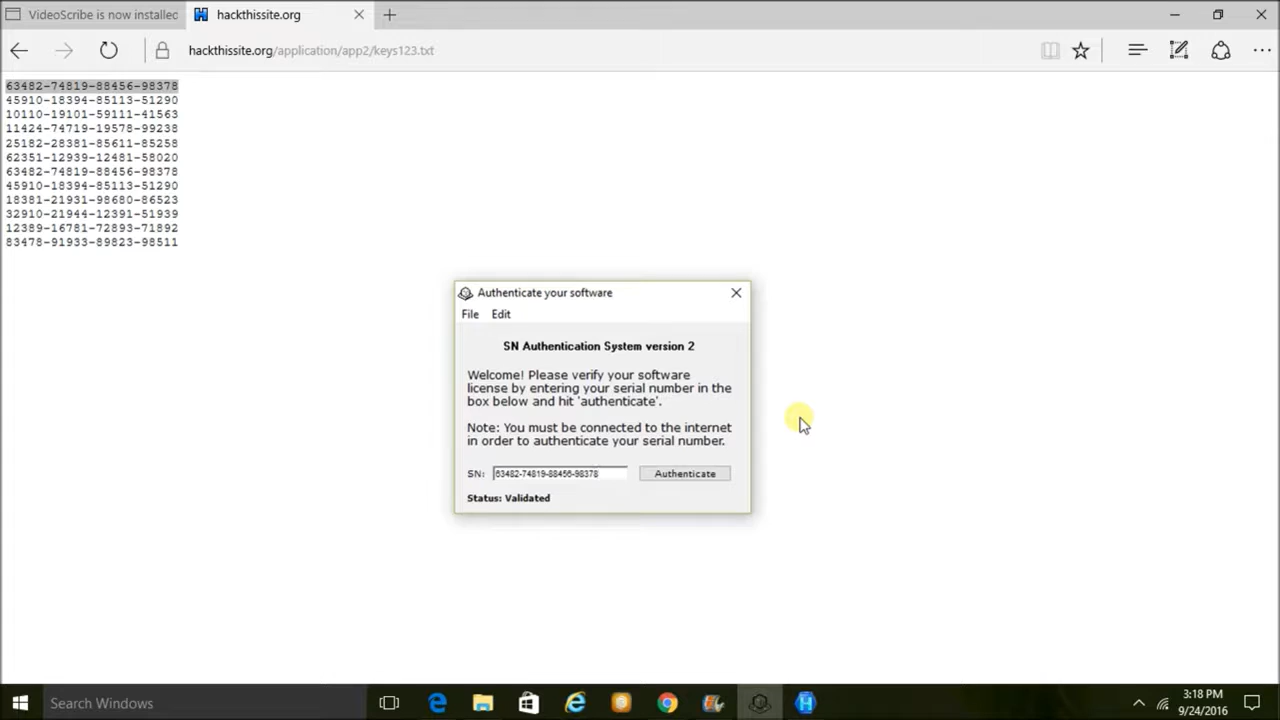 VideoScribe is now installed
hackthissite.org
hackthissite.org/application/app2/keys123.txt
63482-74819-88456-98378
45910-18394-85113-51290
10110-19101-59111-41563
11424-74719-19578-99238
25182-28381-85611-85258
62351-12939-12481-58020
63482-74819-88456-98378
45910-18394-85113-51290
18381-21931-98680-86523
32910-21944-12391-51939
12389-16781-72893-71892
83478-91933-89823-98511
Authenticate your software
File Edit
SN Authentication System version 2
Welcome! Please verify your software
license by entering your serial number in the
box below and hit 'authenticate'.
Note: You must be connected to the internet
in order to authenticate your serial number.
SN: 63482-74819-88456-98378 Authenticate
Status: Validated
Search Windows
3:18 PM
9/24/2016